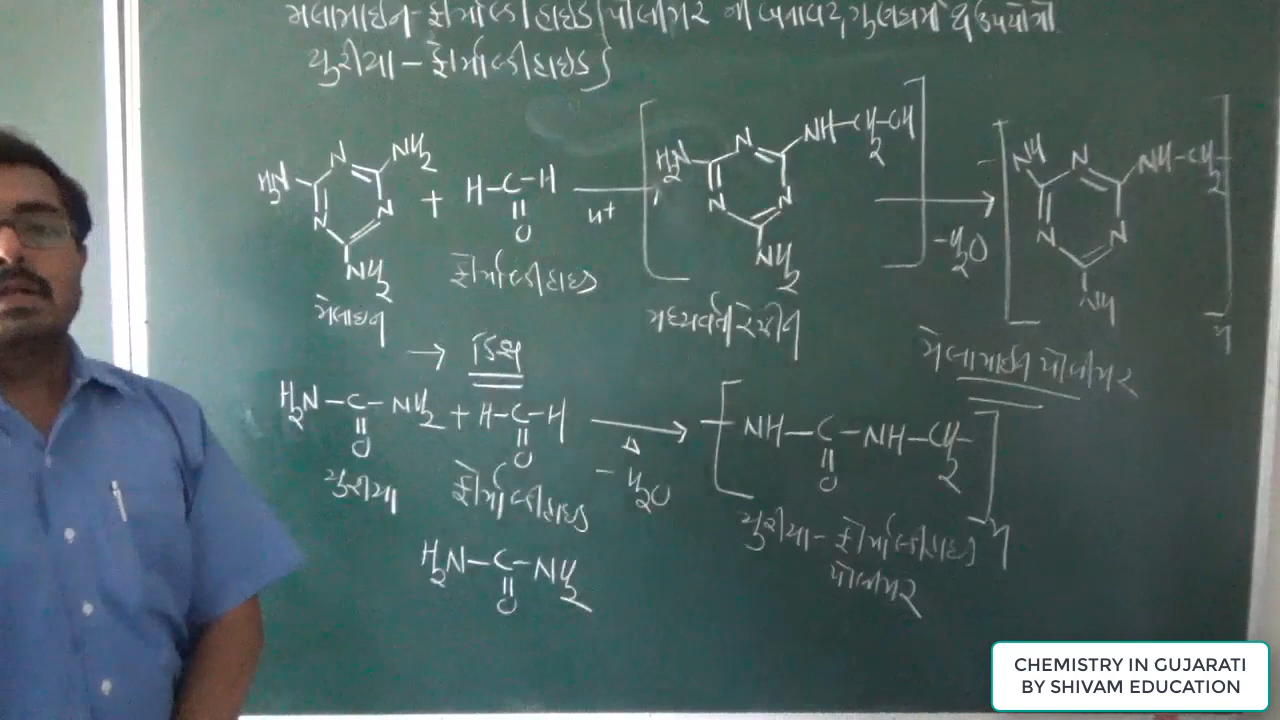 મેલામાઇન - ફોર્માલ્ડીહાઇડ પોલીમર ની બનાવટ, ગુણધર્મો
યુરીયા - ફોર્માલ્ડીહાઇડ }
H2N N NH2 N N NH2 + H-C-H || O H+ [ H2N N NH-CH2-OH N N NH2 ] -H2O [ NH N NH-CH2- N N NH ]n
ફોર્માલ્ડીહાઇડ
મેલાઇન
મધ્યવર્તી રેઝીન
મેલામાઇન પોલીમર
→ ડિશ
H2N-C-NH2 || O + H-C-H || O Δ -H2O [ NH-C-NH-CH2 || O ]n
યુરીયા ફોર્માલ્ડીહાઇડ
યુરીયા - ફોર્માલ્ડીહાઇડ
પોલીમર
H2N-C-NH2 || O
CHEMISTRY IN GUJARATI
BY SHIVAM EDUCATION